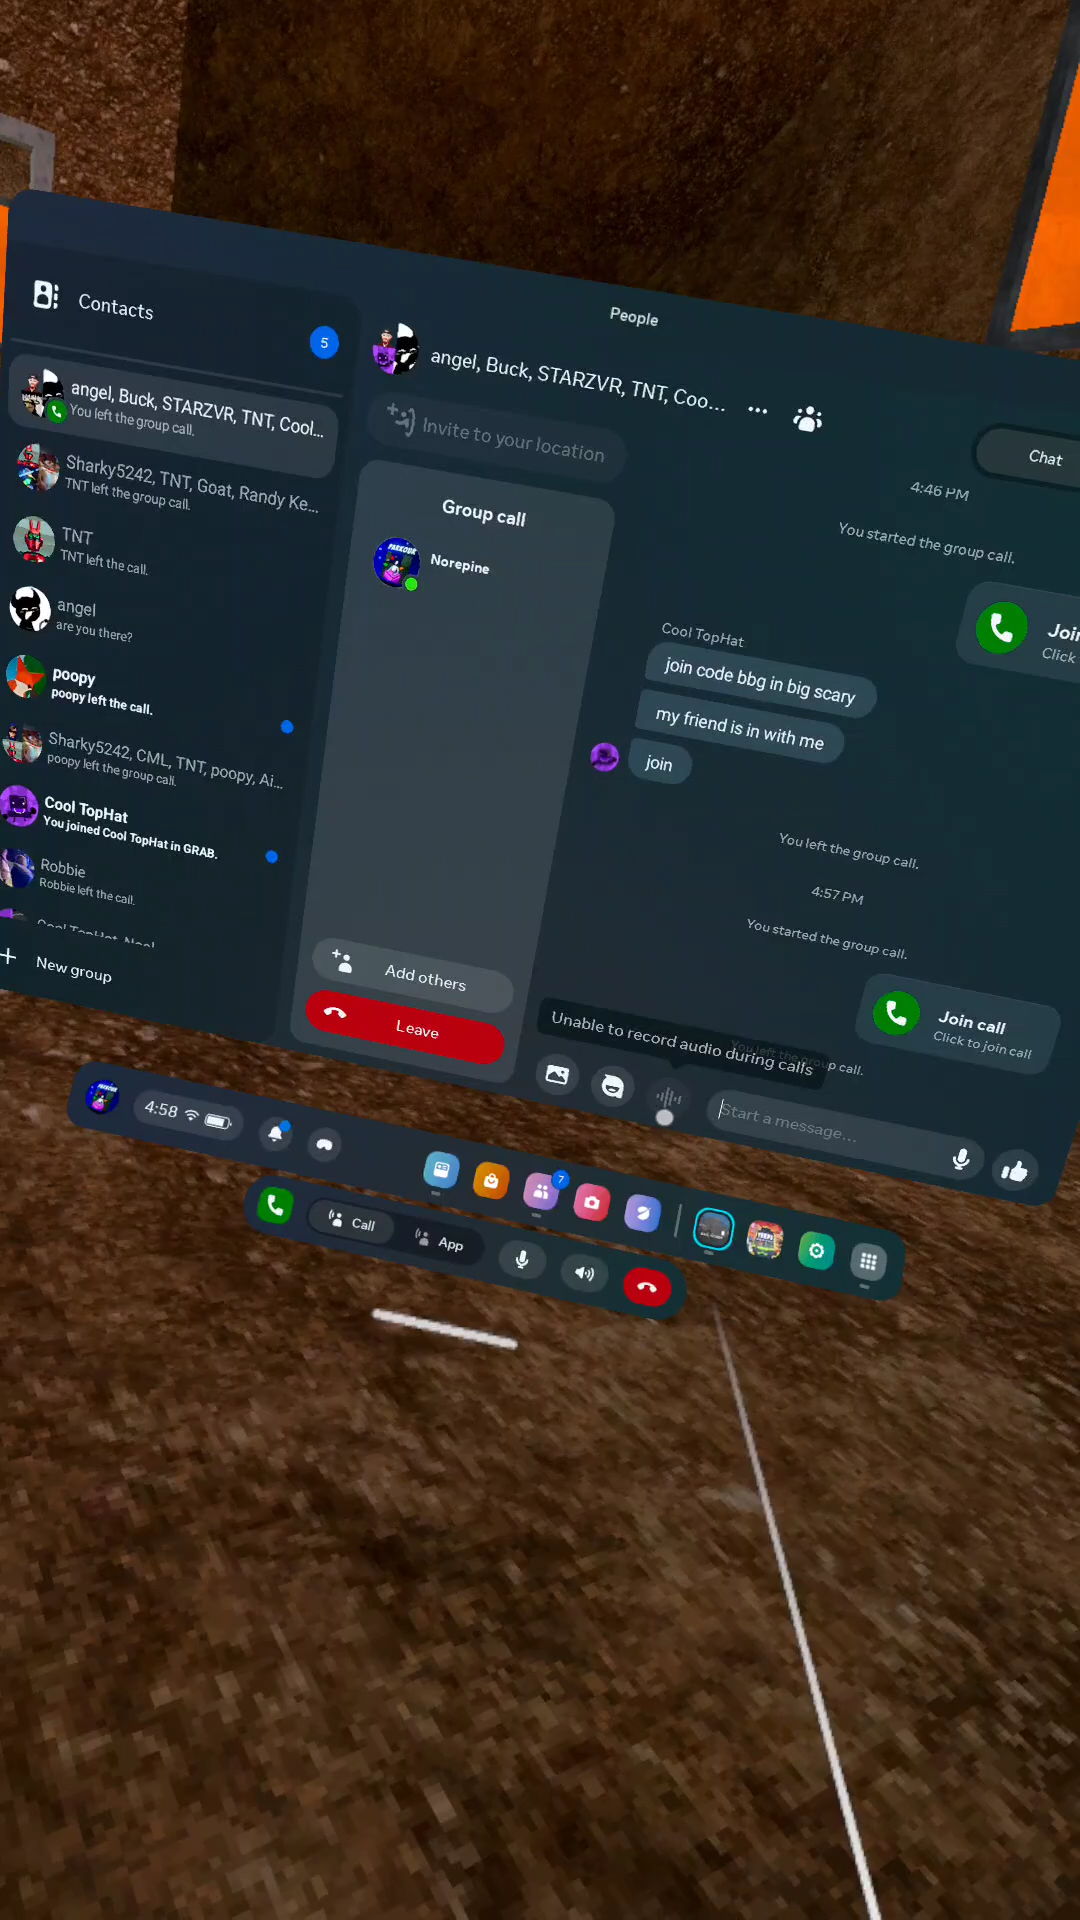 People
Contacts
5
angel, Buck, STARZVR, TNT, Cool...
You left the group call.
Sharky5242, TNT, Goat, Randy Ke...
TNT left the group call.
TNT
TNT left the call.
angel
are you there?
poopy
poopy left the call.
Sharky5242, CML, TNT, poopy, Ai...
poopy left the group call.
Cool TopHat
You joined Cool TopHat in GRAB.
Robbie
Robbie left the call.
New group
angel, Buck, STARZVR, TNT, Coo...
Invite to your location
Group call
Norepine
Add others
Leave
Chat
4:46 PM
You started the group call.
Join
Click
Cool TopHat
join code bbg in big scary
my friend is in with me
join
You left the group call.
4:57 PM
You started the group call.
Join call
Click to join call
You left the group call.
Unable to record audio during calls
Start a message...
4:58
7
Call
App